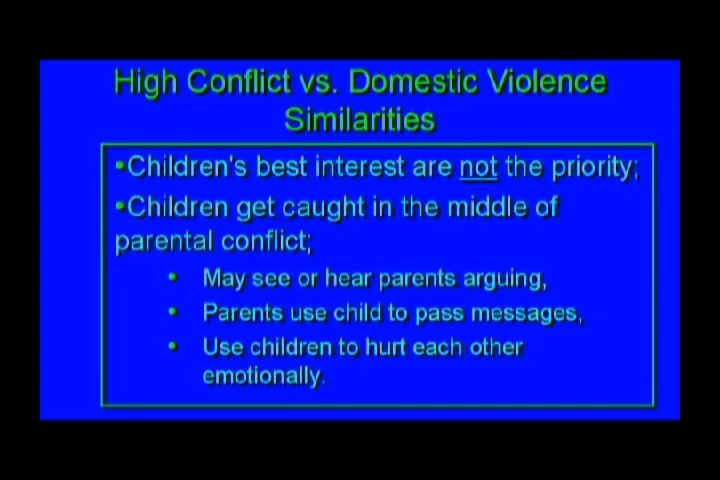 High Conflict vs. Domestic Violence
Similarities
•Children's best interest are not the priority;
•Children get caught in the middle of
parental conflict;
• May see or hear parents arguing,
• Parents use child to pass messages,
• Use children to hurt each other
emotionally.